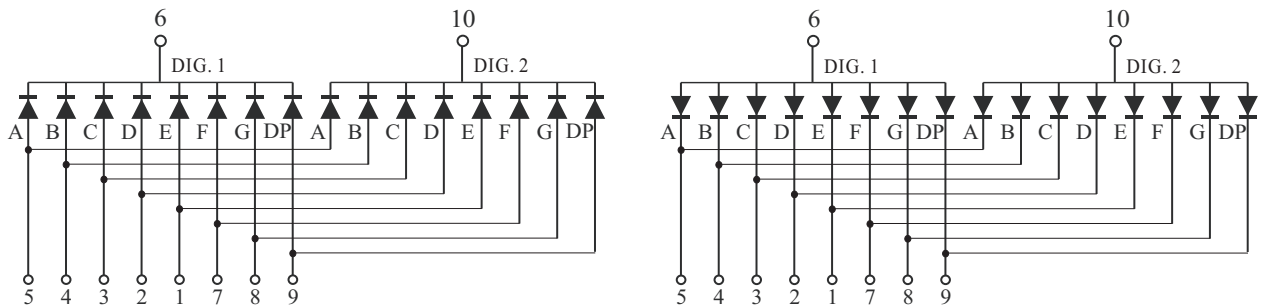 6 10 6 10
DIG. 1 DIG. 2 DIG. 1 DIG. 2
A B C D E F G DP A B C D E F G DP A B C D E F G DP A B C D E F G DP
5 4 3 2 1 7 8 9 5 4 3 2 1 7 8 9